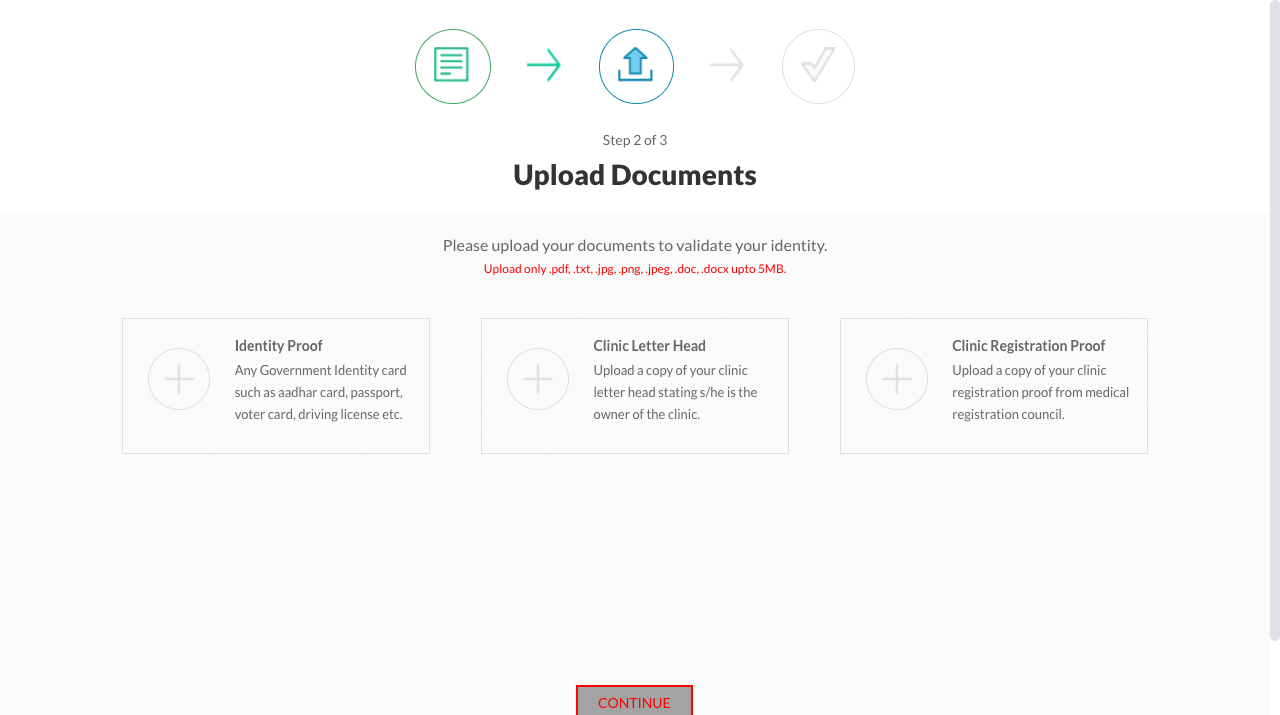 Step 2 of 3
Upload Documents
Please upload your documents to validate your identity.
Upload only .pdf, .txt, .jpg, .png, .jpeg, .doc, .docx upto 5MB.
Identity Proof
Any Government Identity card
such as aadhar card, passport,
voter card, driving license etc.
Clinic Letter Head
Upload a copy of your clinic
letter head stating s/he is the
owner of the clinic.
Clinic Registration Proof
Upload a copy of your clinic
registration proof from medical
registration council.
CONTINUE